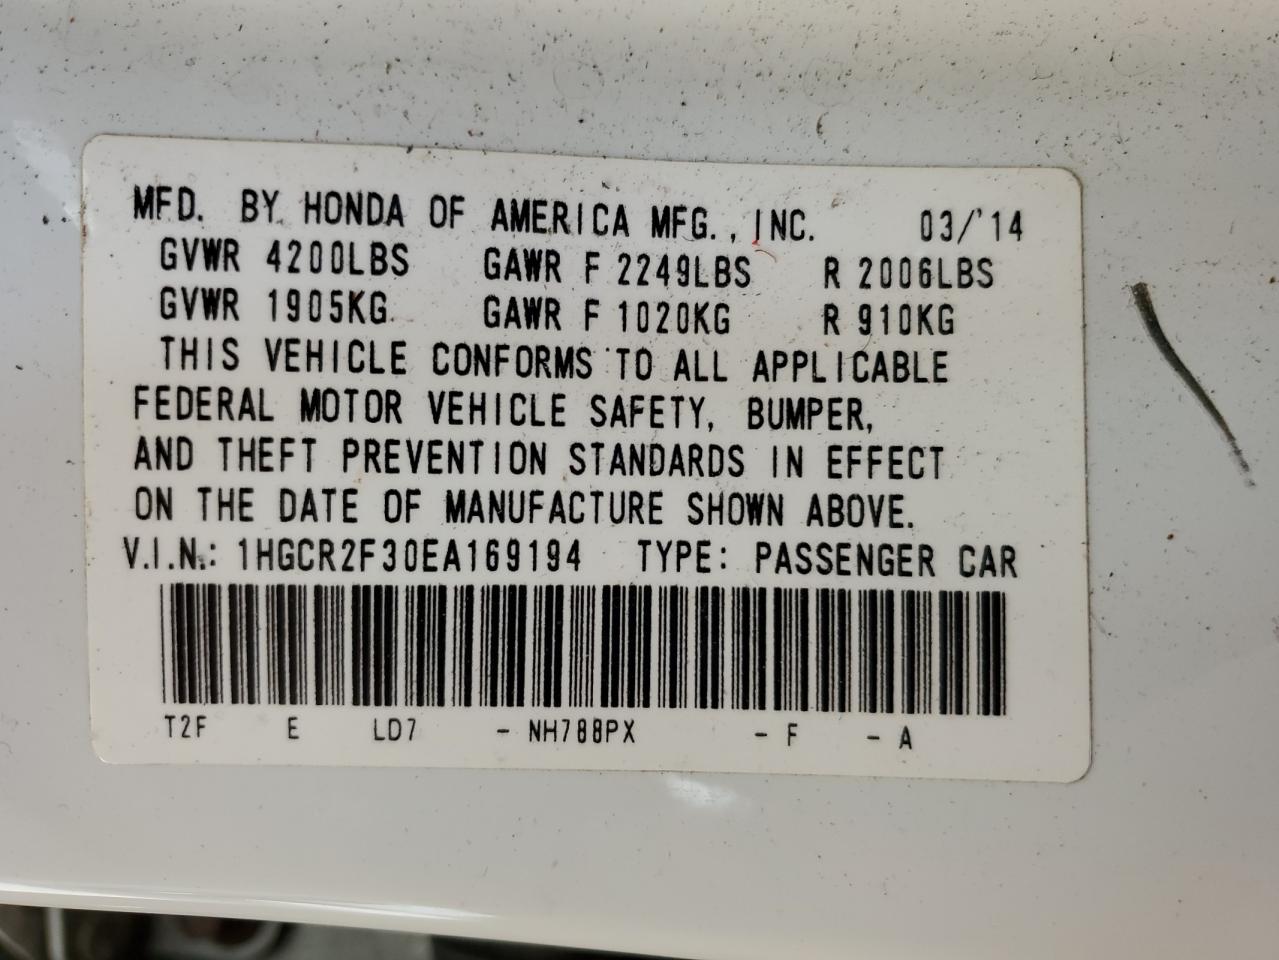 MFD. BY HONDA OF AMERICA MFG., INC. 03/'14
GVWR 4200LBS GAWR F 2249LBS R 2006LBS
GVWR 1905KG GAWR F 1020KG R 910KG
THIS VEHICLE CONFORMS TO ALL APPLICABLE
FEDERAL MOTOR VEHICLE SAFETY, BUMPER,
AND THEFT PREVENTION STANDARDS IN EFFECT
ON THE DATE OF MANUFACTURE SHOWN ABOVE.
V.I.N.: 1HGCR2F30EA169194 TYPE: PASSENGER CAR
T2F E LD7 - NH788PX - F - A